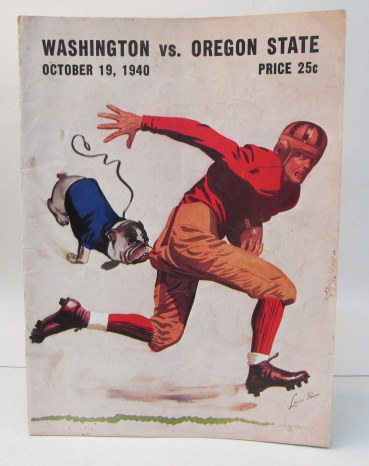 WASHINGTON vs. OREGON STATE
OCTOBER 19, 1940 PRICE 25c